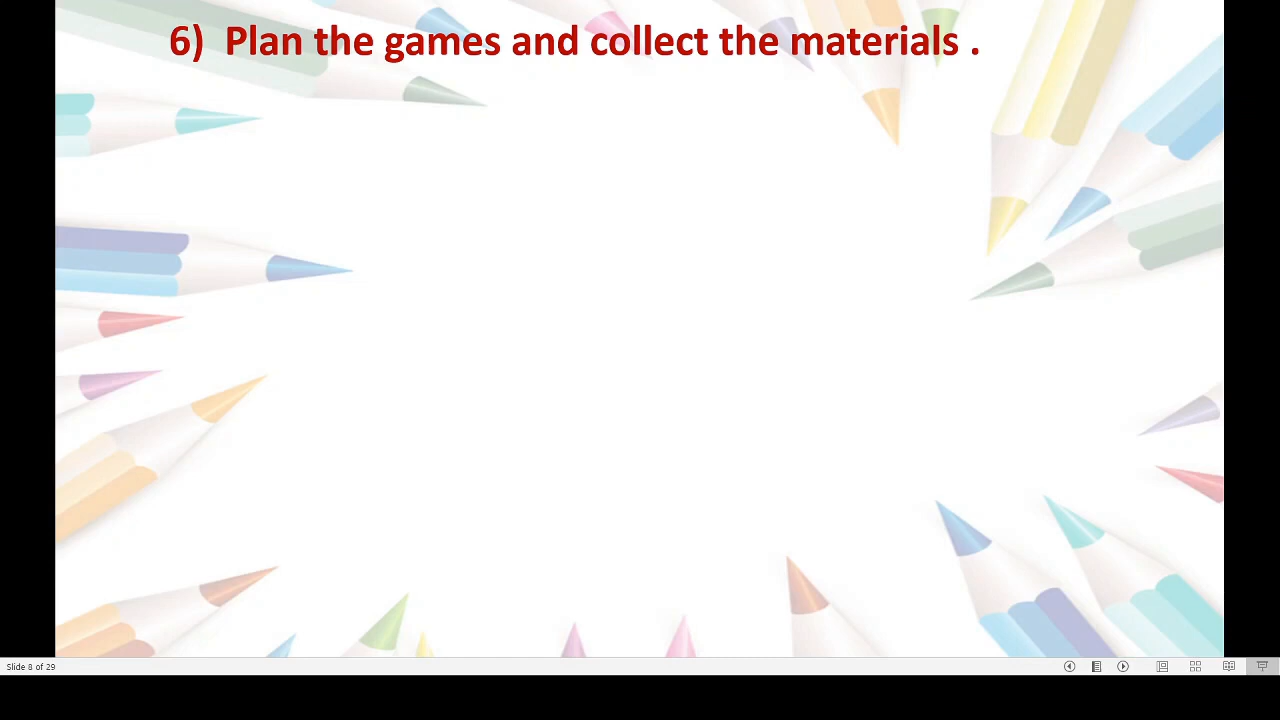 6) Plan the games and collect the materials .
Slide 8 of 29